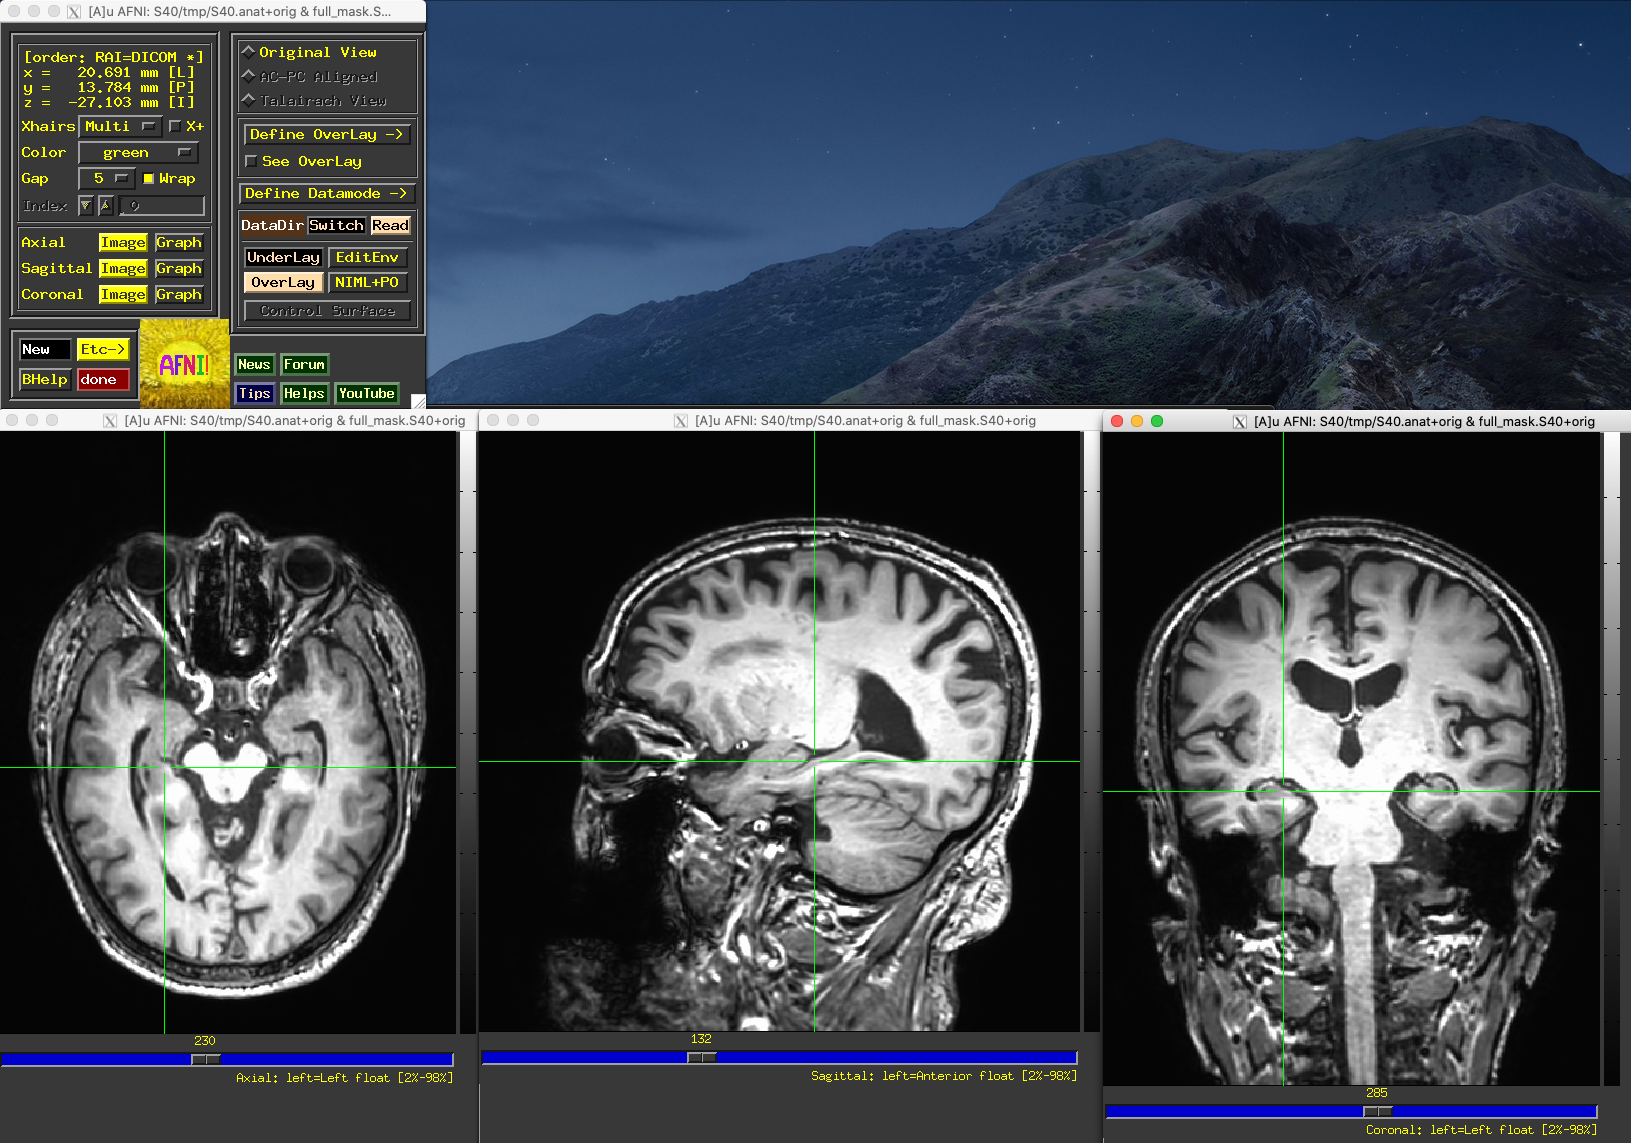 [A]u AFNI: S40/tmp/S40.anat+orig & full_mask.S...
[order: RAI=DICOM *]
x = 20.691 mm [L]
y = 13.784 mm [P]
z = -27.103 mm [I]
Xhairs Multi X+
Color green
Gap 5 Wrap
Index 0
Axial Image Graph
Sagittal Image Graph
Coronal Image Graph
New Etc->
BHelp done
AFNI!
Original View
AC-PC Aligned
Talairach View
Define OverLay ->
See OverLay
Define Datamode ->
DataDir Switch Read
UnderLay EditEnv
OverLay NIML+PO
Control Surface
News Forum
Tips Helps YouTube
[A]u AFNI: S40/tmp/S40.anat+orig & full_mask.S40+orig
230
Axial: left=Left float [2%-98%]
[A]u AFNI: S40/tmp/S40.anat+orig & full_mask.S40+orig
132
Sagittal: left=Anterior float [2%-98%]
[A]u AFNI: S40/tmp/S40.anat+orig & full_mask.S40+orig
285
Coronal: left=Left float [2%-98%]